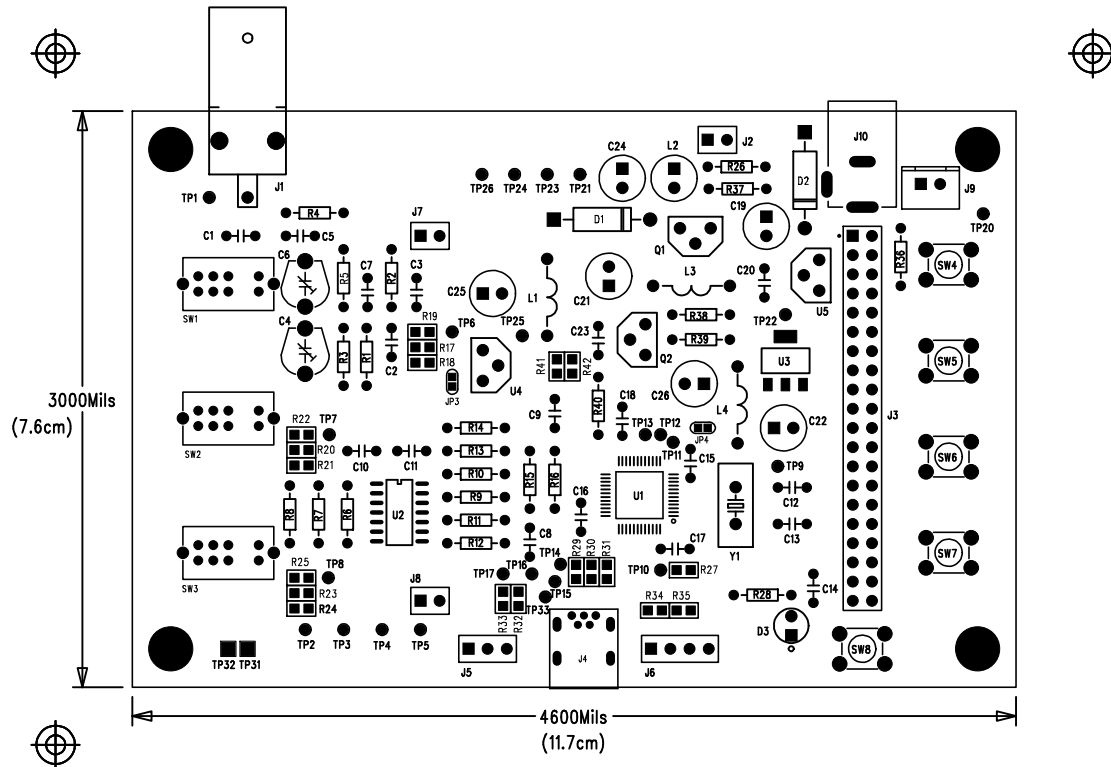 J10
J2
C24
L2
R26
R37
D2
J9
TP26
TP24
TP23
TP21
J1
TP1
TP20
C19
R4
D1
J7
Q1
C1
C5
R36
SW4
C6
R5
C7
R2
C3
L3
C20
C25
L1
C21
U5
SW1
C4
R19
TP6
TP25
R38
TP22
R3
R1
C2
R17
R18
C23
R39
Q2
U3
SW5
R41
R42
JP3
U4
C26
3000Mils
(7.6cm)
R40
C18
L4
J3
C9
TP13
TP12
JP4
C22
R22
TP7
R14
SW2
R20
R21
C10
C11
R13
TP11
C15
TP9
SW6
R10
R15
R16
U1
C12
R8
R7
R6
U2
R9
C16
R11
C13
C8
R12
Y1
SW7
SW3
R25
TP8
R29
R30
R31
C17
TP14
TP17
TP16
TP10
R27
R23
R24
J8
TP15
TP33
R34
R35
R28
C14
R33
R32
D3
TP2
TP3
TP4
TP5
TP32
TP31
J5
J4
J6
SW8
4600Mils
(11.7cm)